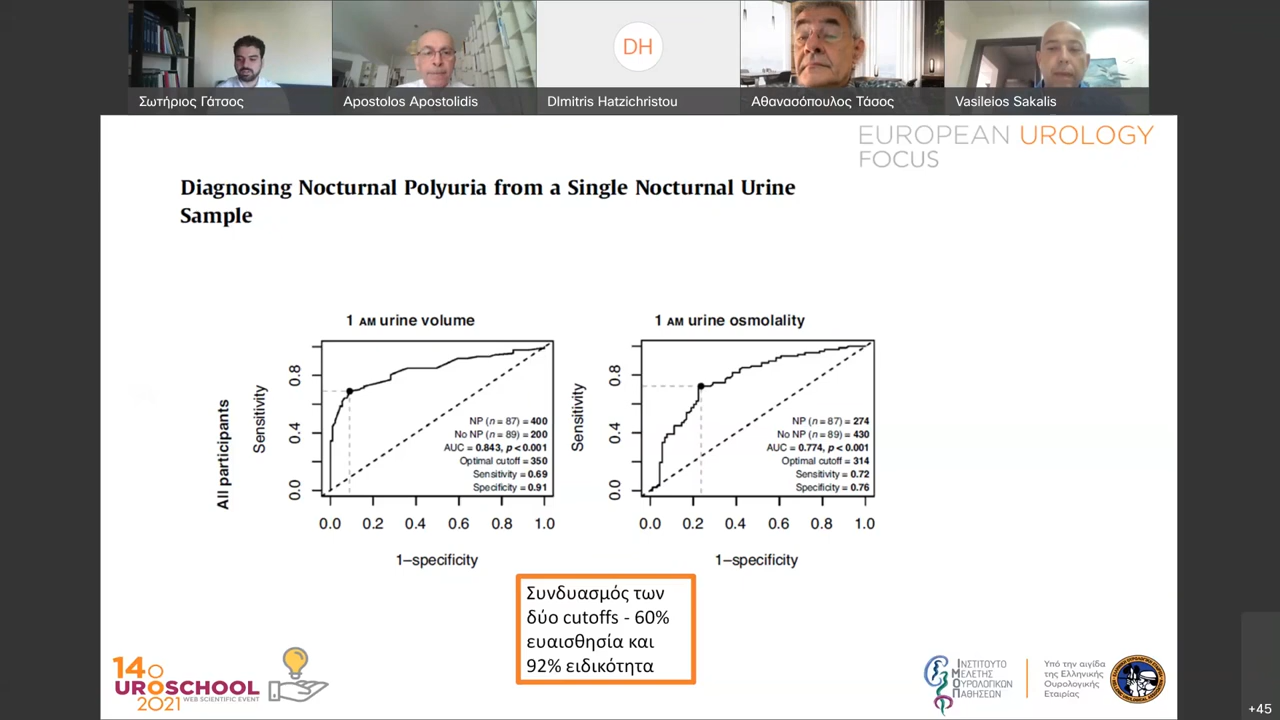 DH
Σωτήριος Γάτσος
Apostolos Apostolidis
DImitris Hatzichristou
Αθανασόπουλος Τάσος
Vasileios Sakalis
EUROPEAN UROLOGY
FOCUS
Diagnosing Nocturnal Polyuria from a Single Nocturnal Urine
Sample
1 AM urine volume
All participants
Sensitivity
0.8
0.4
0.0
NP (n = 87) = 400
No NP (n = 89) = 200
AUC = 0.843, p < 0.001
Optimal cutoff = 350
Sensitivity = 0.69
Specificity = 0.91
0.0 0.2 0.4 0.6 0.8 1.0
1–specificity
1 AM urine osmolality
Sensitivity
0.8
0.4
0.0
NP (n = 87) = 274
No NP (n = 89) = 430
AUC = 0.774, p < 0.001
Optimal cutoff = 314
Sensitivity = 0.72
Specificity = 0.76
0.0 0.2 0.4 0.6 0.8 1.0
1–specificity
Συνδυασμός των
δύο cutoffs - 60%
ευαισθησία και
92% ειδικότητα
14ο
UROSCHOOL
2021 WEB SCIENTIFIC EVENT
ΙΝΣΤΙΤΟΥΤΟ
ΜΕΛΕΤΗΣ
ΟΥΡΟΛΟΓΙΚΩΝ
ΠΑΘΗΣΕΩΝ
Υπό την αιγίδα
της Ελληνικής
Ουρολογικής
Εταιρίας
+45